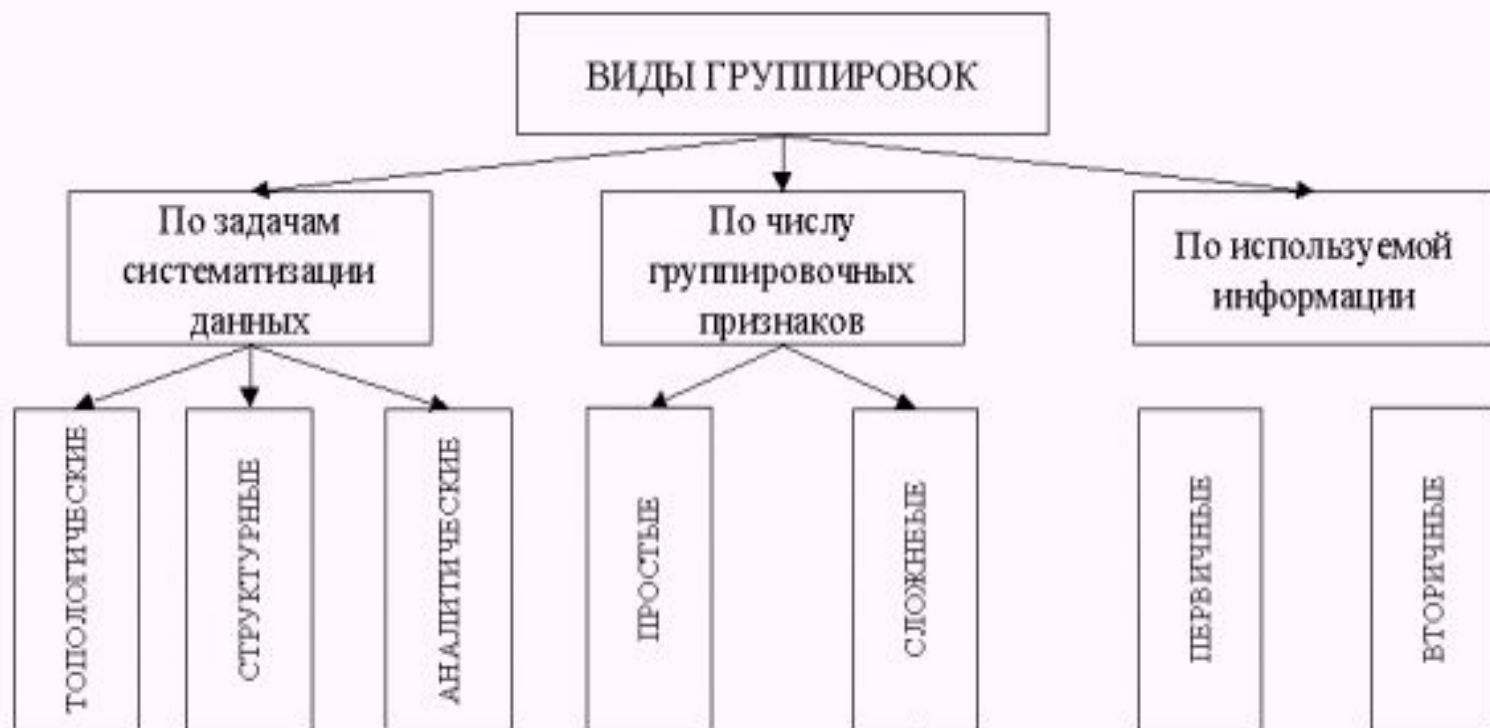 ВИДЫ ГРУППИРОВОК
По задачам
систематизации
данных
По числу
группировочных
признаков
По используемой
информации
ТОПОЛОГИЧЕСКИЕ
СТРУКТУРНЫЕ
АНАЛИТИЧЕСКИЕ
ПРОСТЫЕ
СЛОЖНЕЫЕ
ПЕРВИЧНЫЕ
ВТОРИЧНЫЕ